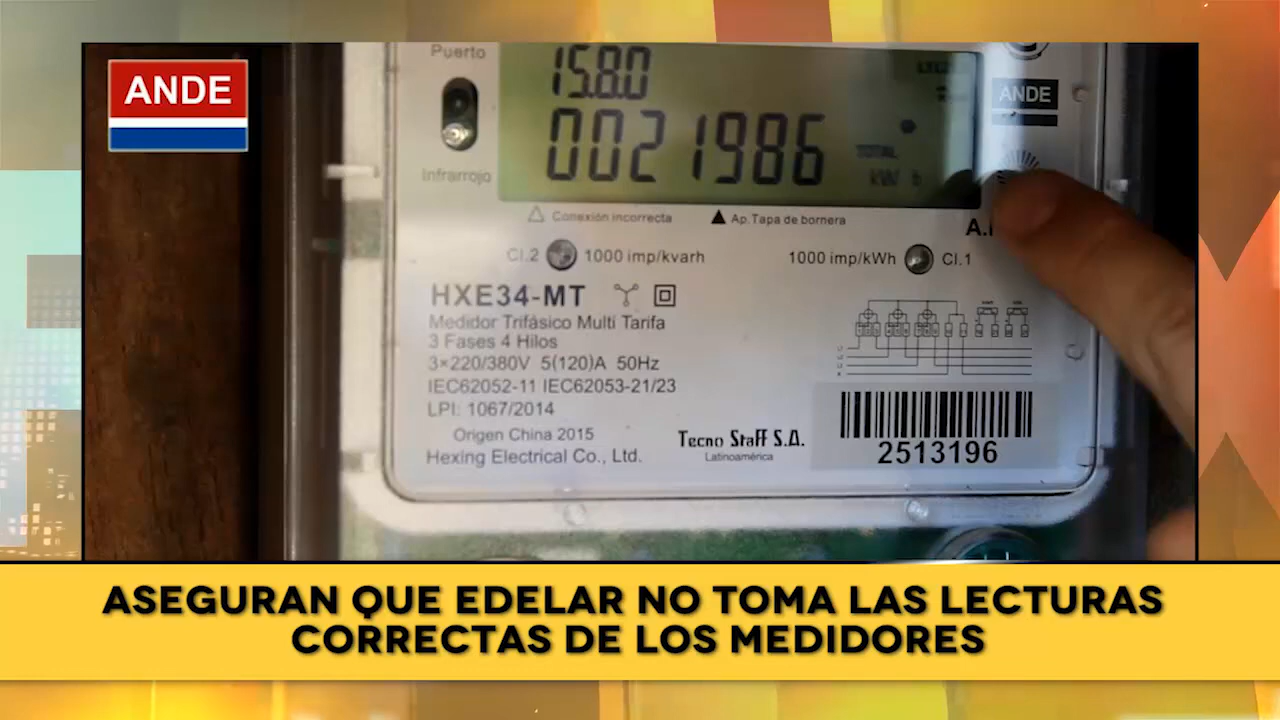 ANDE
Puerto
15.8.0
0021986
TOTAL
ANDE
Infrarrojo
Conexión incorrecta
Ap. Tapa de bornera
Cl.2 1000 imp/kvarh
1000 imp/kWh Cl.1
HXE34-MT
Medidor Trifásico Multi Tarifa
3 Fases 4 Hilos
3×220/380V 5(120)A 50Hz
IEC62052-11 IEC62053-21/23
LPI: 1067/2014
Origen China 2015
Hexing Electrical Co., Ltd.
Tecno Staff S.A.
Latinoamérica
2513196
ASEGURAN QUE EDELAR NO TOMA LAS LECTURAS
CORRECTAS DE LOS MEDIDORES